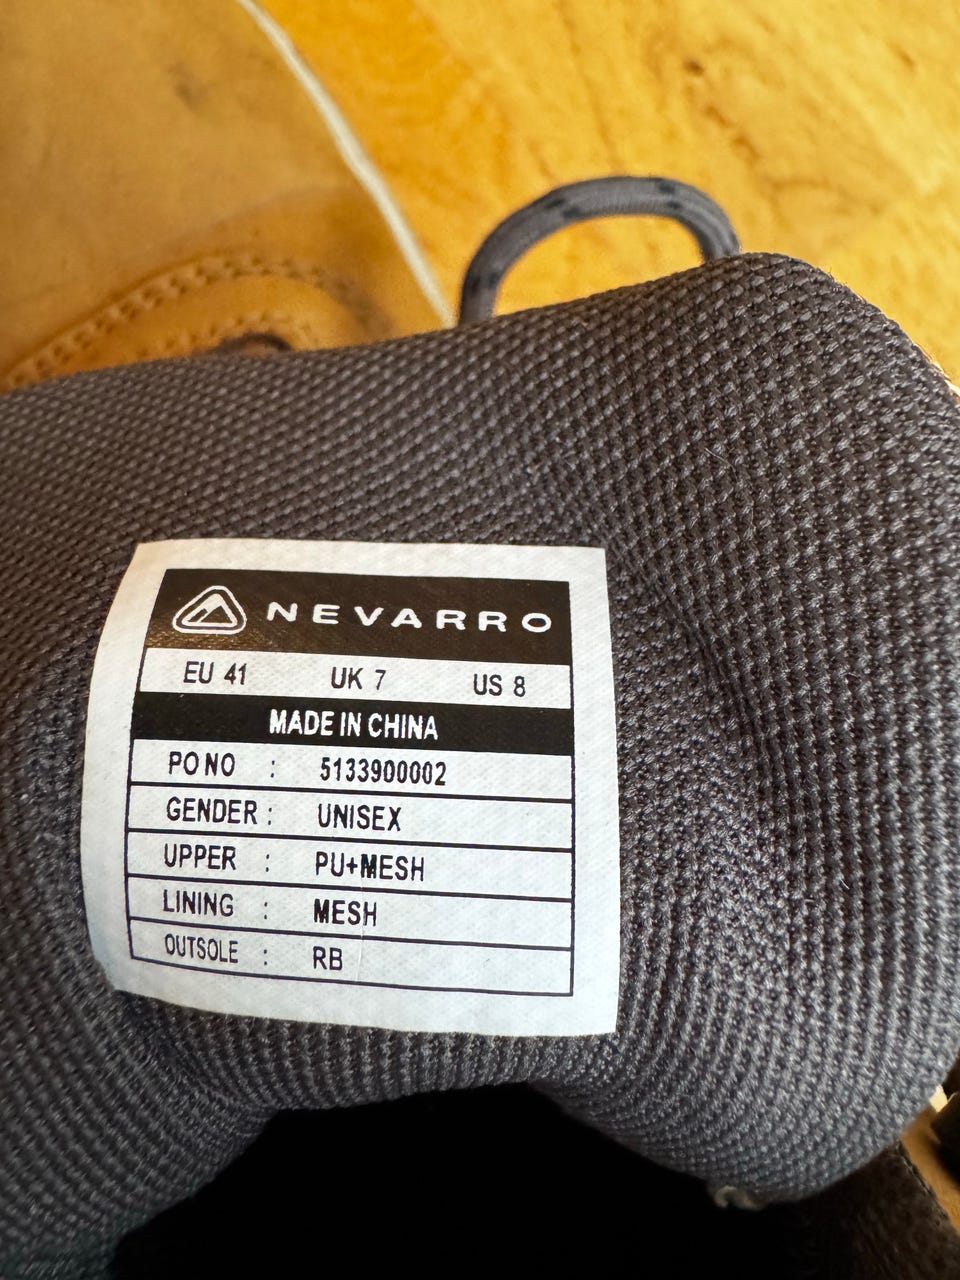 NEVARRO
EU 41 UK 7 US 8
MADE IN CHINA
PO NO : 5133900002
GENDER : UNISEX
UPPER : PU+MESH
LINING : MESH
OUTSOLE : RB